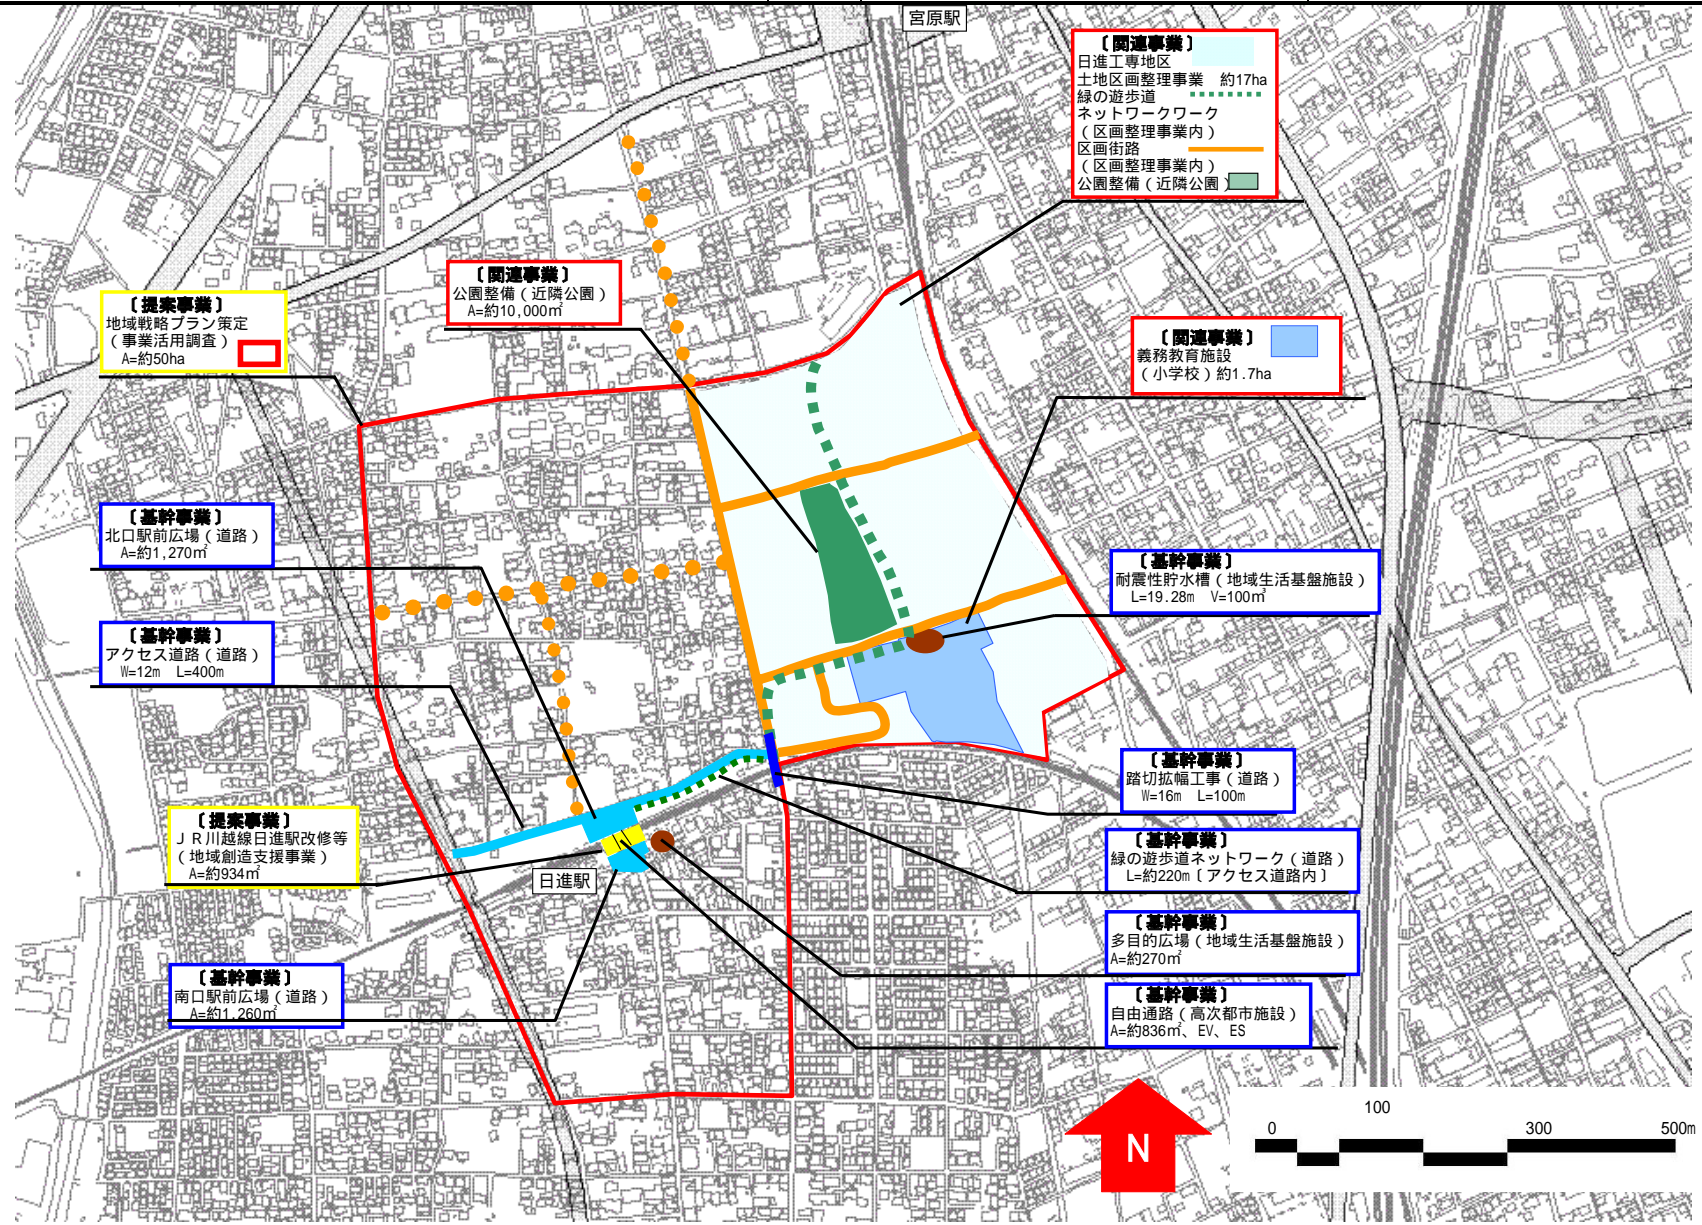 宮原駅
〔関連事業〕
日進工専地区
土地区画整理事業　約17ha
緑の遊歩道
ネットワークワーク
（区画整理事業内）
区画街路
（区画整理事業内）
公園整備（近隣公園）
〔関連事業〕
公園整備（近隣公園）
A=約10,000㎡
〔提案事業〕
地域戦略プラン策定
（事業活用調査）
A=約50ha
〔関連事業〕
義務教育施設
（小学校）約1.7ha
〔基幹事業〕
北口駅前広場（道路）
A=約1,270㎡
〔基幹事業〕
耐震性貯水槽（地域生活基盤施設）
L=19.28m　V=100㎥
〔基幹事業〕
アクセス道路（道路）
W=12m　L=400m
〔基幹事業〕
踏切拡幅工事（道路）
W=16m　L=100m
〔提案事業〕
ＪＲ川越線日進駅改修等
（地域創造支援事業）
A=約934㎡
〔基幹事業〕
緑の遊歩道ネットワーク（道路）
L=約220m〔アクセス道路内〕
日進駅
〔基幹事業〕
多目的広場（地域生活基盤施設）
A=約270㎡
〔基幹事業〕
南口駅前広場（道路）
A=約1,260㎡
〔基幹事業〕
自由通路（高次都市施設）
A=約836㎡、EV、ES
N
100
0　300　500m